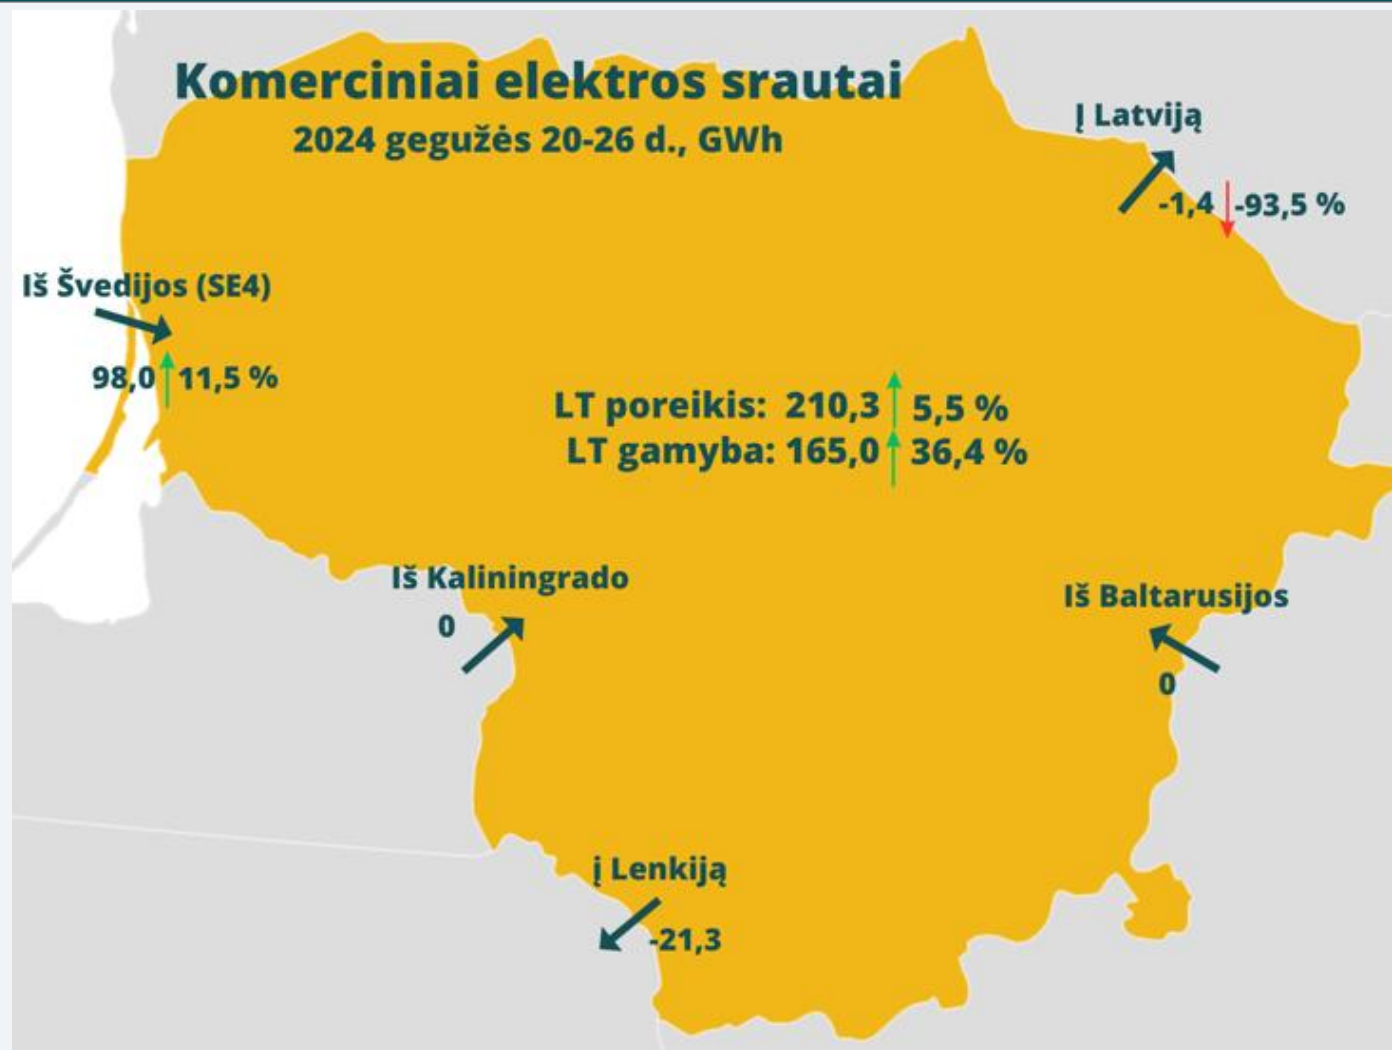 Komerciniai elektros srautai
2024 gegužės 20-26 d., GWh
Į Latviją
-1,4 -93,5 %
Iš Švedijos (SE4)
98,0 11,5 %
LT poreikis: 210,3 5,5 %
LT gamyba: 165,0 36,4 %
Iš Kaliningrado
0
Iš Baltarusijos
0
į Lenkiją
-21,3